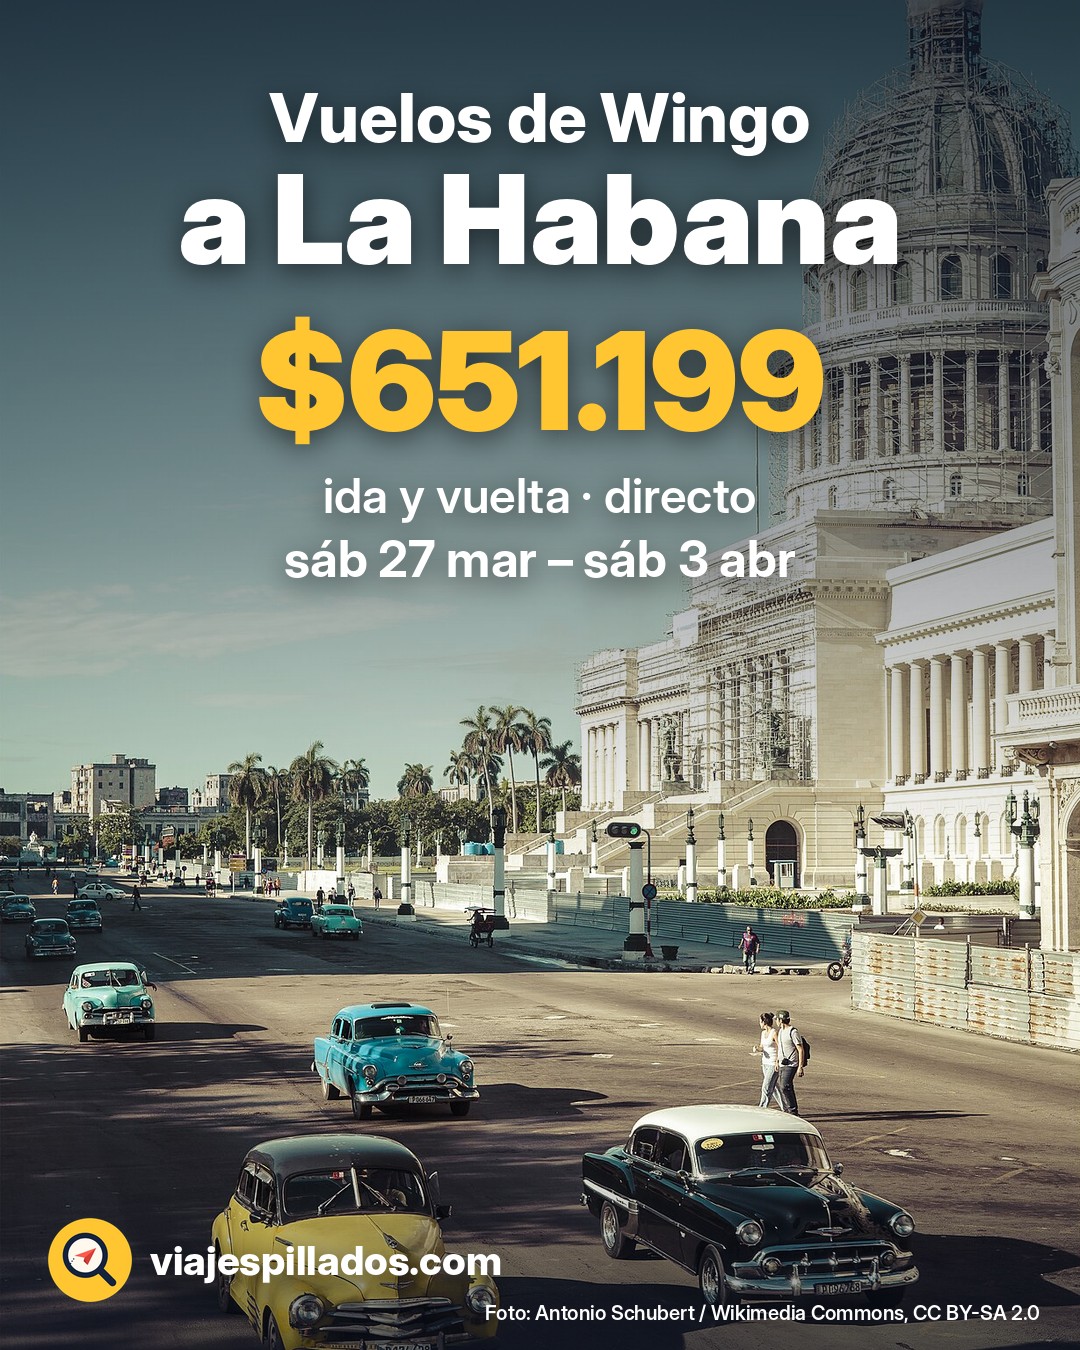 Vuelos de Wingo
a La Habana
$651.199
ida y vuelta · directo
sáb 27 mar – sáb 3 abr
viajespillados.com
Foto: Antonio Schubert / Wikimedia Commons, CC BY-SA 2.0